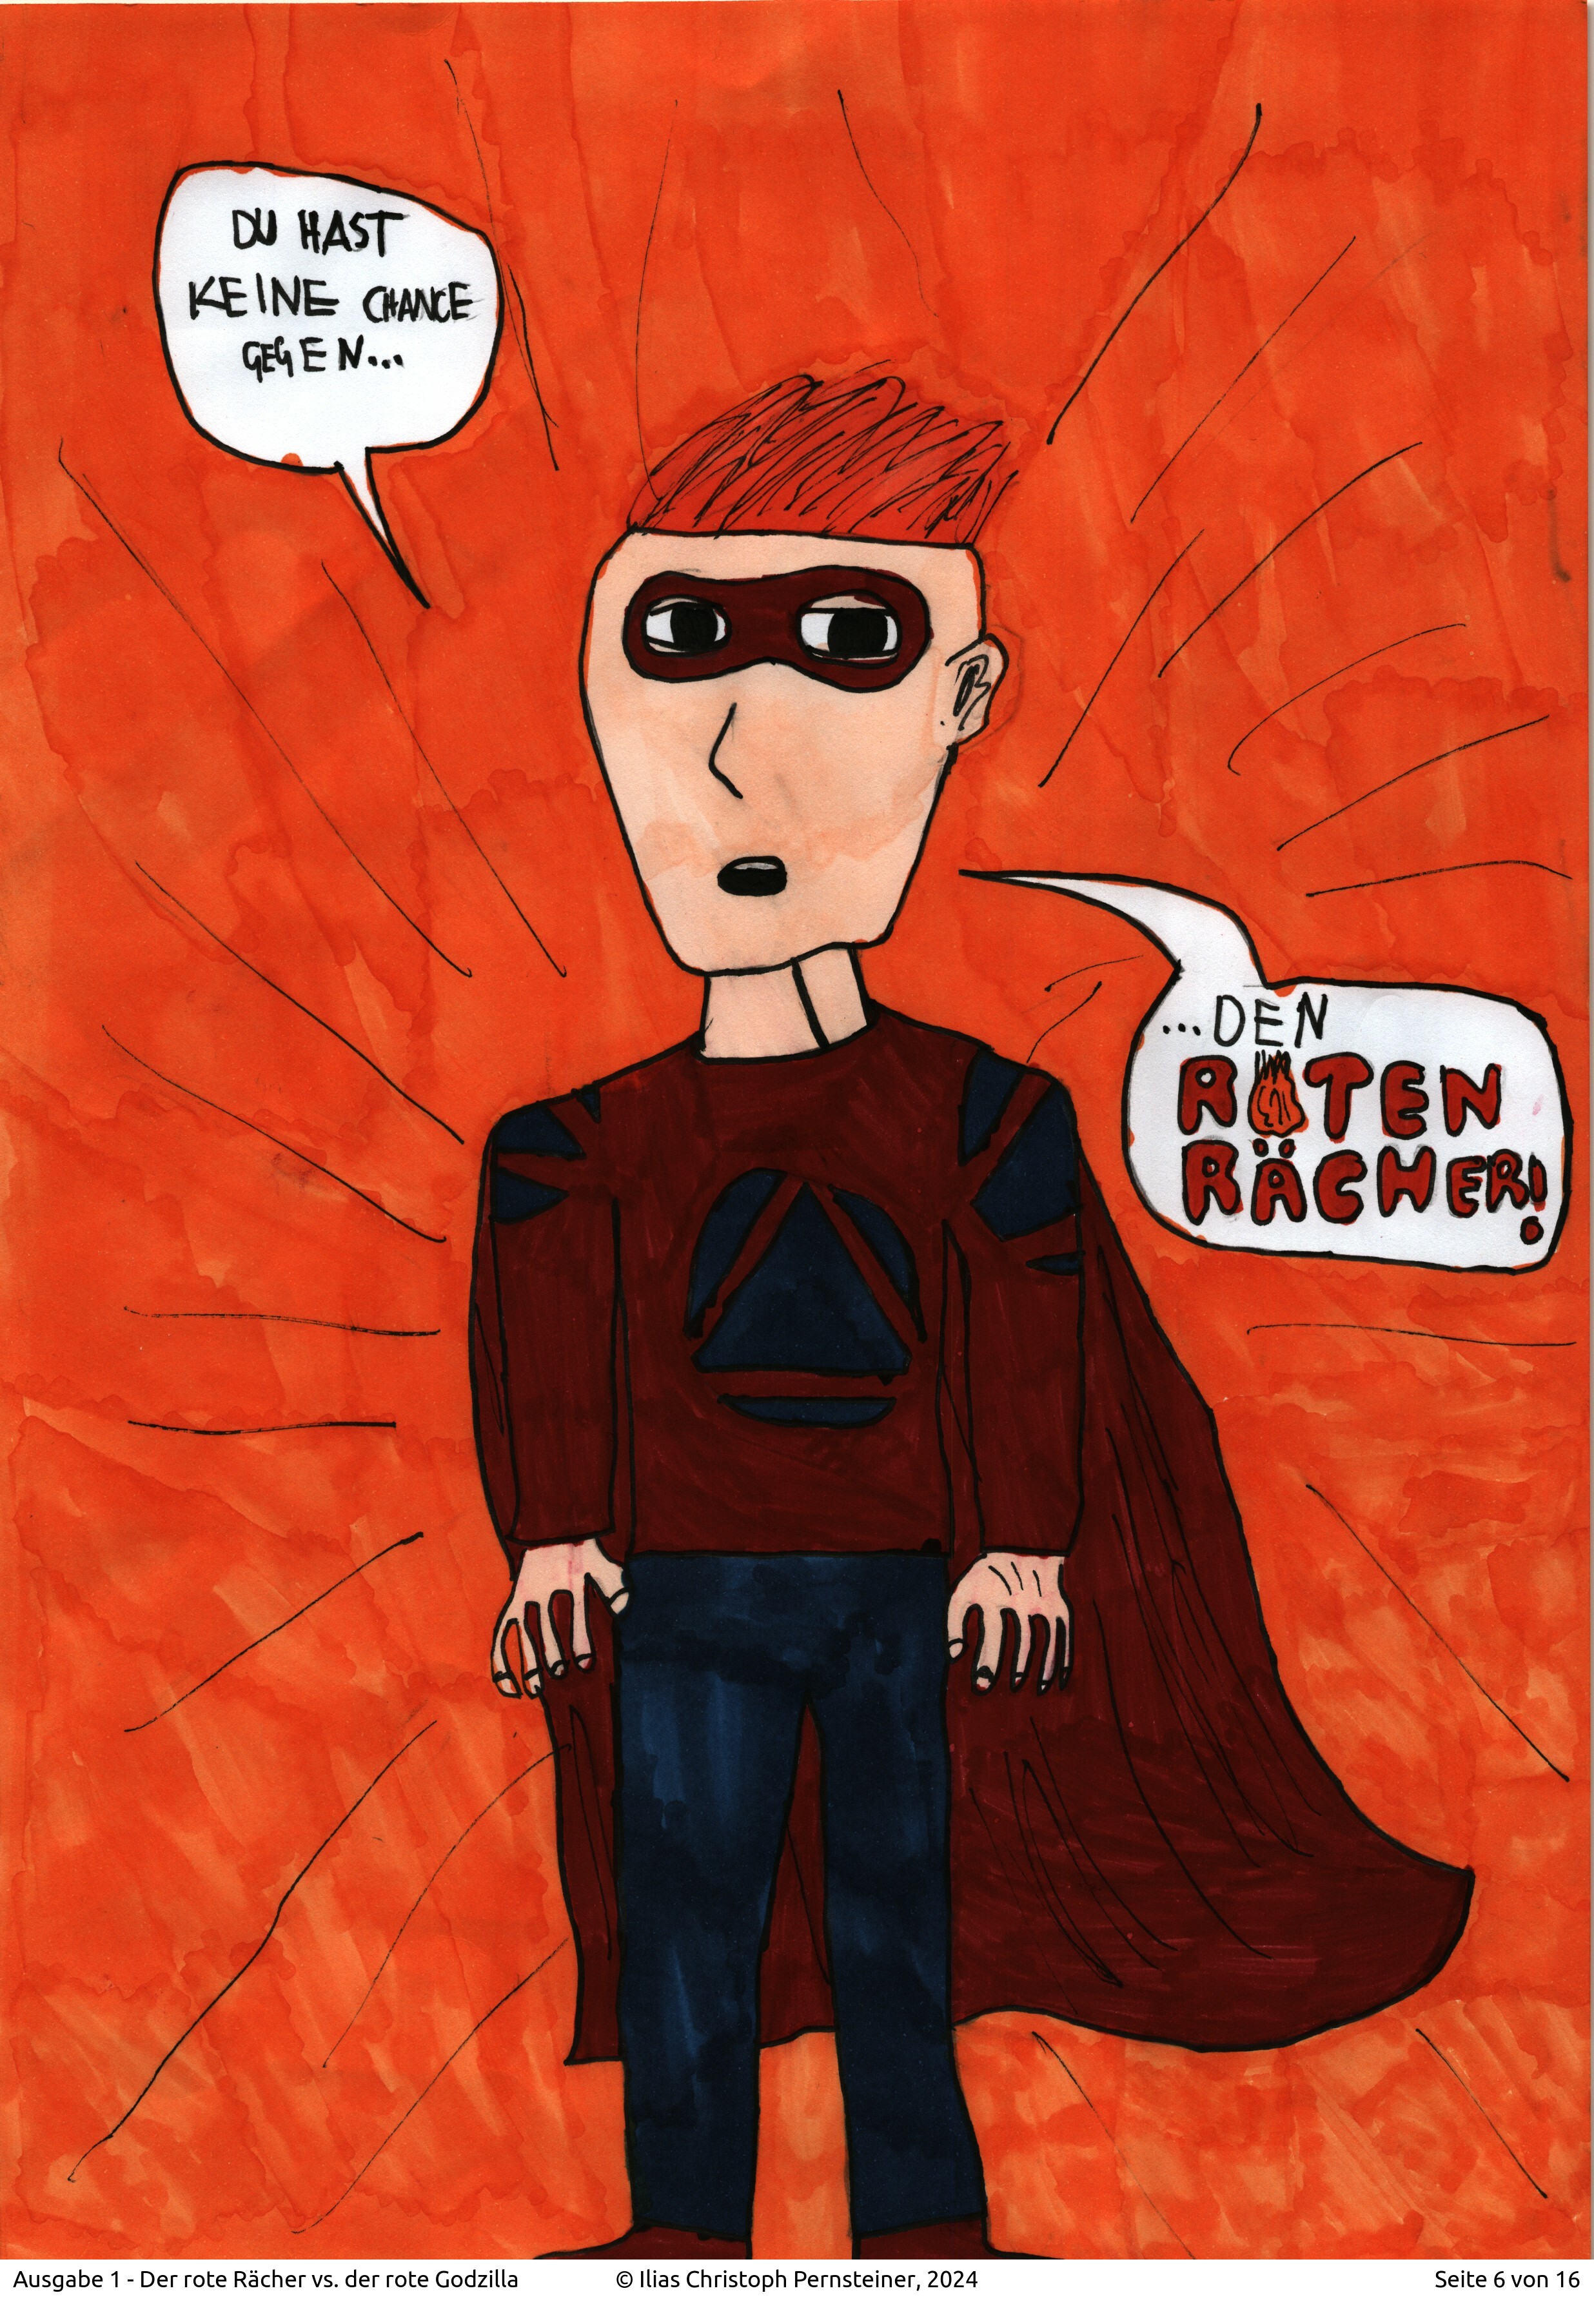 DU HAST
KEINE CHANCE
GEGEN...
...DEN
ROTEN
RÄCHER!
Ausgabe 1 - Der rote Rächer vs. der rote Godzilla
© Ilias Christoph Pernsteiner, 2024
Seite 6 von 16